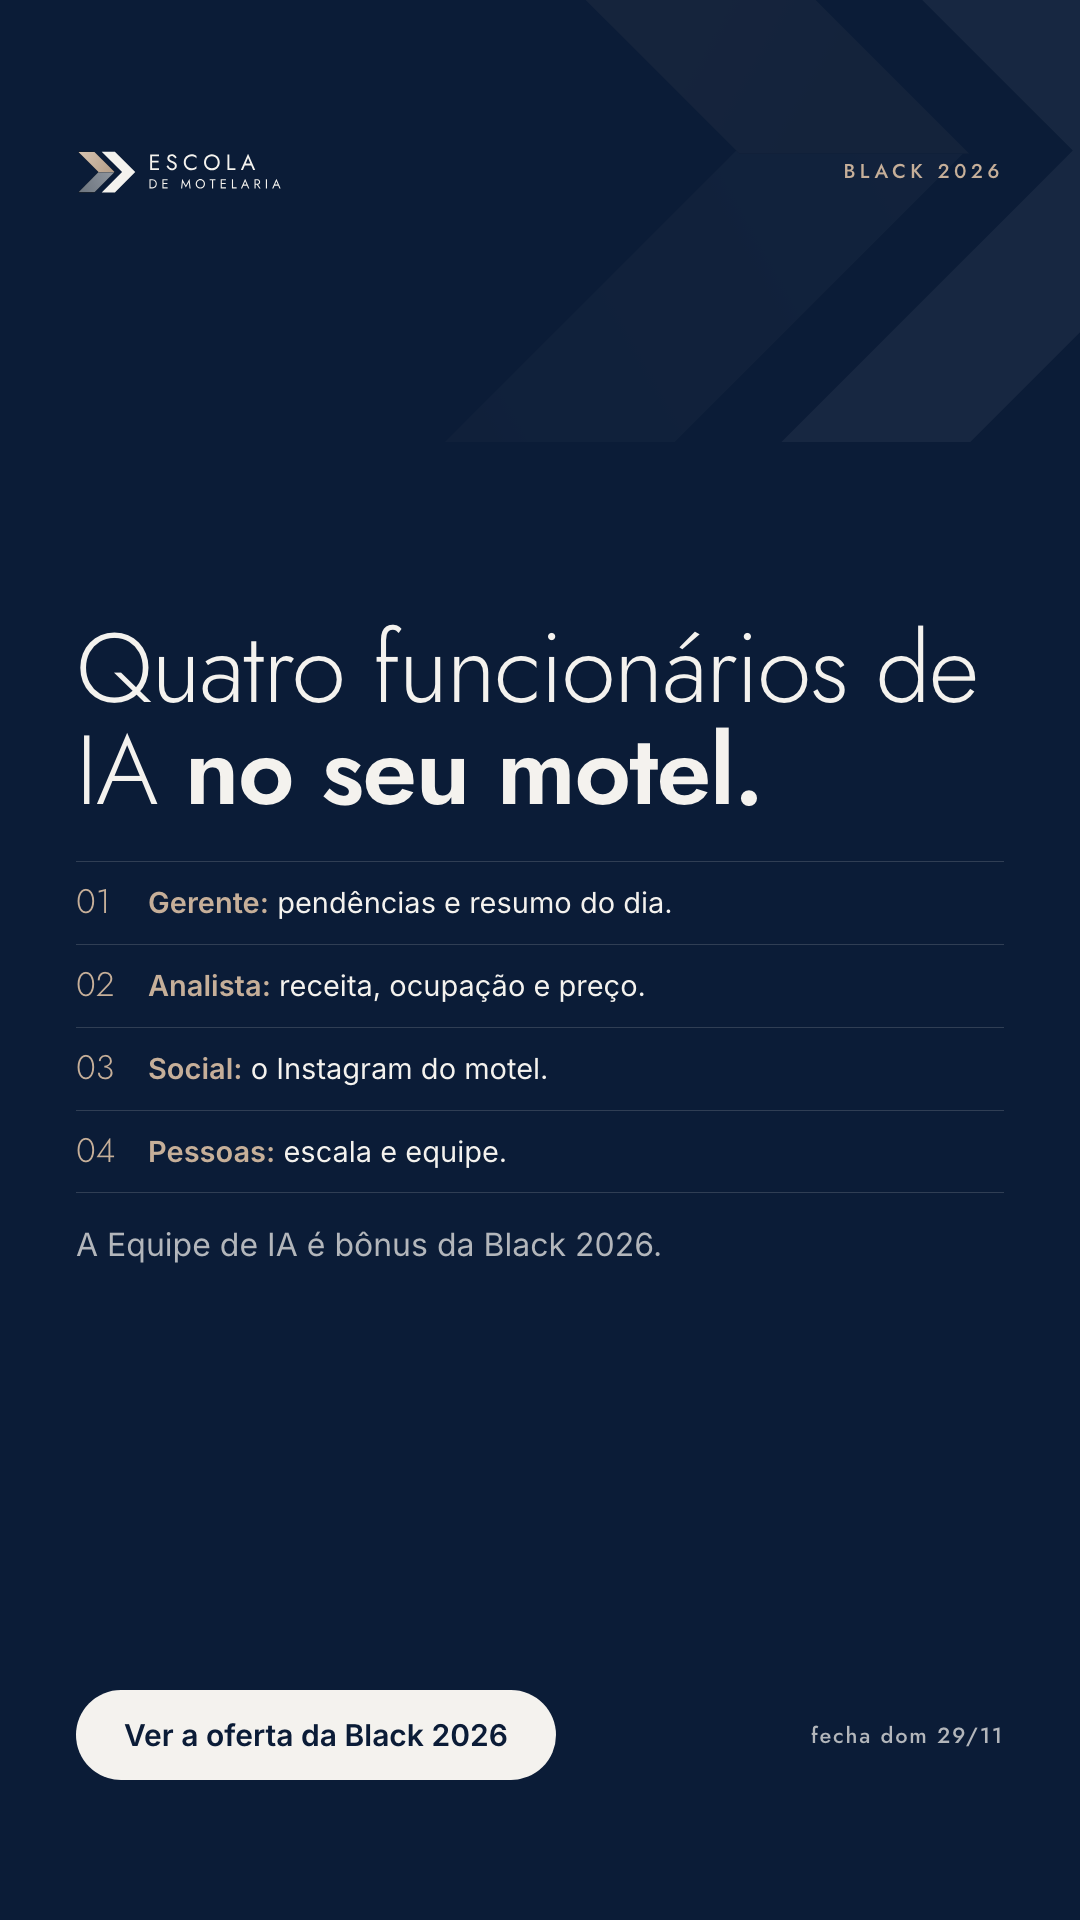 ESCOLA
DE MOTELARIA
BLACK 2026
Quatro funcionários de
IA no seu motel.
01 Gerente: pendências e resumo do dia.
02 Analista: receita, ocupação e preço.
03 Social: o Instagram do motel.
04 Pessoas: escala e equipe.
A Equipe de IA é bônus da Black 2026.
Ver a oferta da Black 2026
fecha dom 29/11